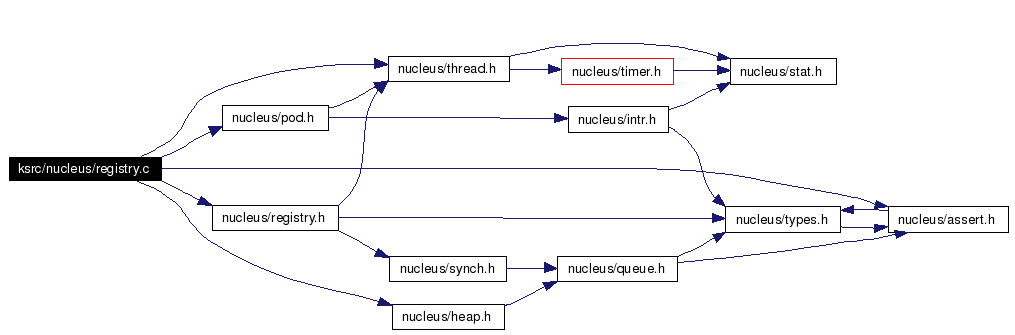 nucleus/thread.h
nucleus/timer.h
nucleus/stat.h
nucleus/pod.h
nucleus/intr.h
ksrc/nucleus/registry.c
nucleus/registry.h
nucleus/types.h
nucleus/assert.h
nucleus/synch.h
nucleus/queue.h
nucleus/heap.h